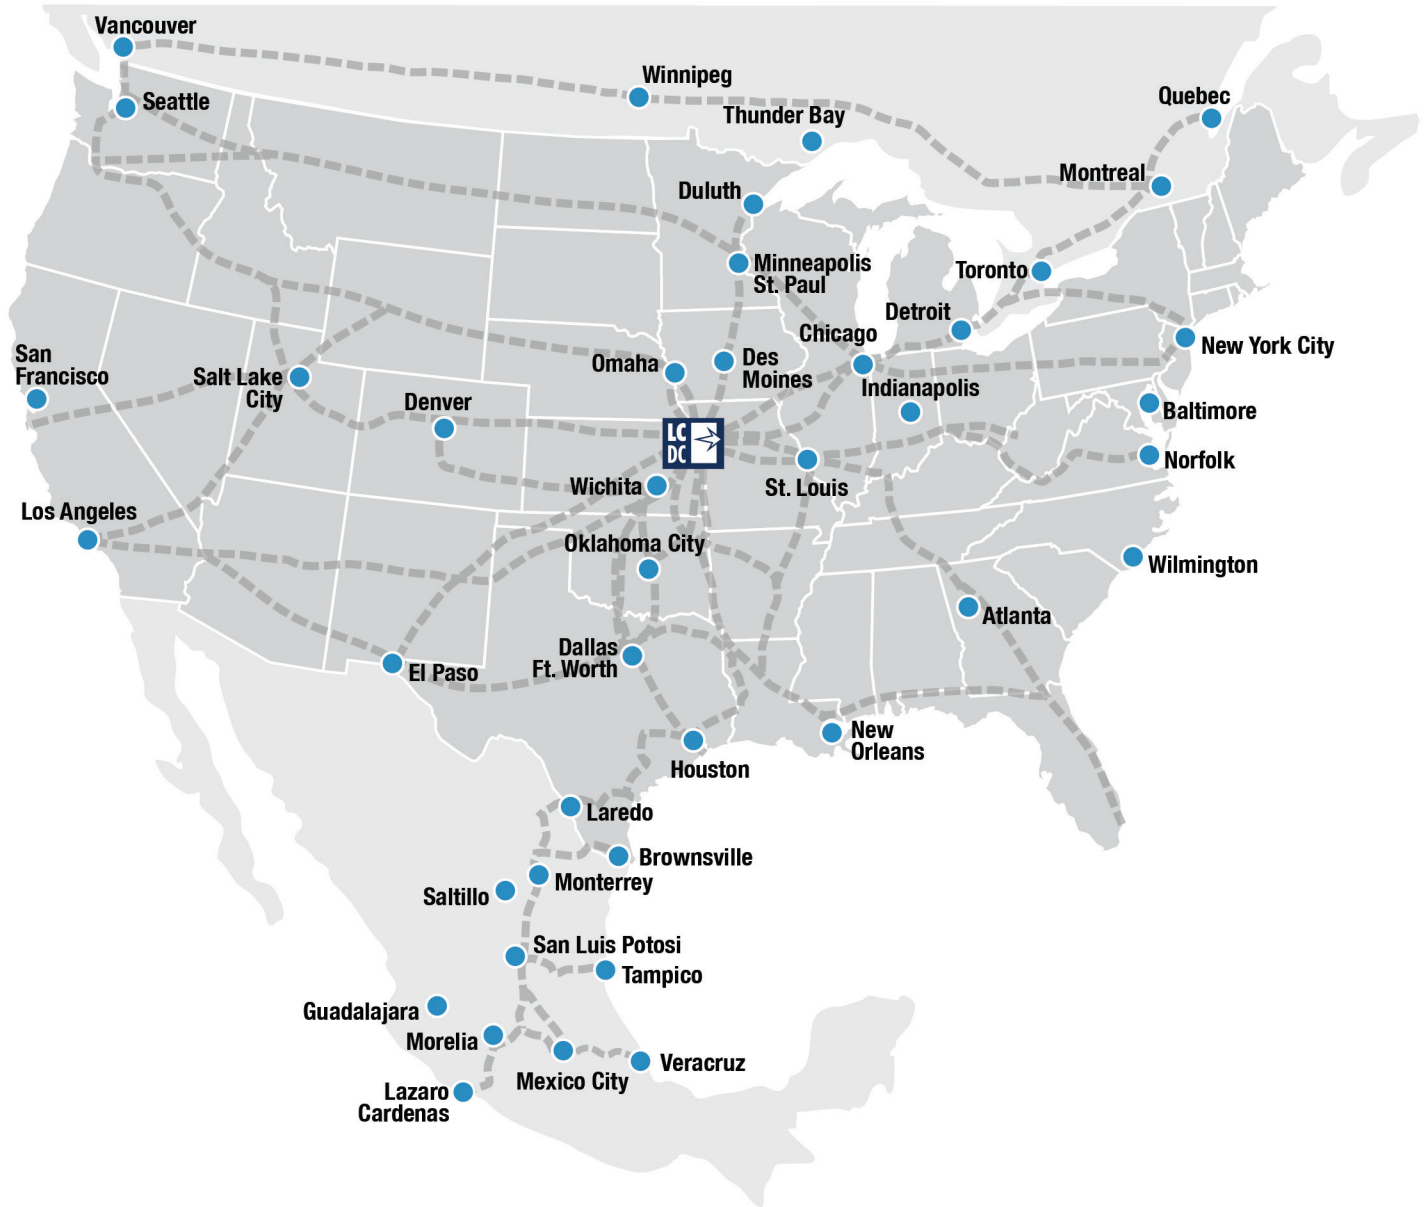 Vancouver
Winnipeg
Seattle
Quebec
Thunder Bay
Montreal
Duluth
Minneapolis
St. Paul
Toronto
Detroit
Chicago
New York City
San
Francisco
Omaha
Des
Moines
Salt Lake
City
Indianapolis
Denver
Baltimore
LC
DC
Norfolk
Wichita
St. Louis
Los Angeles
Oklahoma City
Wilmington
Atlanta
Dallas
Ft. Worth
El Paso
New
Orleans
Houston
Laredo
Brownsville
Monterrey
Saltillo
San Luis Potosi
Tampico
Guadalajara
Morelia
Veracruz
Mexico City
Lazaro
Cardenas